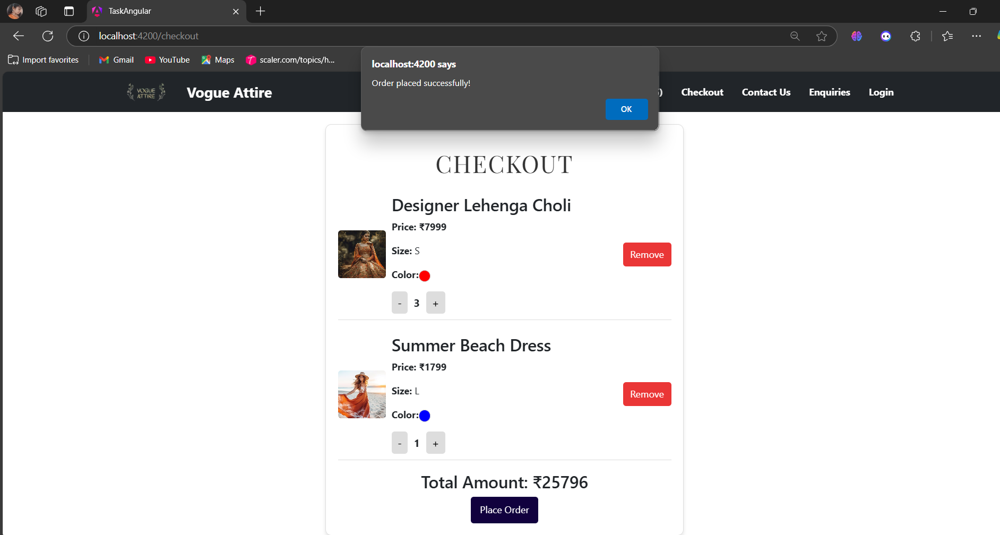 TaskAngular
localhost:4200/checkout
Import favorites
Gmail
YouTube
Maps
scaler.com/topics/h...
localhost:4200 says
Order placed successfully!
OK
VOGUE
ATTIRE
Vogue Attire
Checkout
Contact Us
Enquiries
Login
CHECKOUT
Designer Lehenga Choli
Price: ₹7999
Size: S
Remove
Color:
- 3 +
Summer Beach Dress
Price: ₹1799
Size: L
Remove
Color:
- 1 +
Total Amount: ₹25796
Place Order